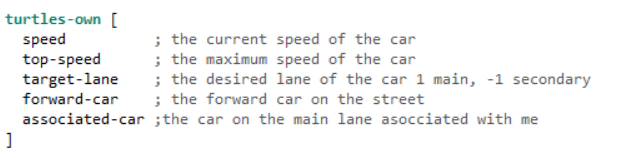 turtles-own [
speed ; the current speed of the car
top-speed ; the maximum speed of the car
target-lane ; the desired lane of the car 1 main, -1 secondary
forward-car ; the forward car on the street
associated-car ;the car on the main lane asocciated with me
]